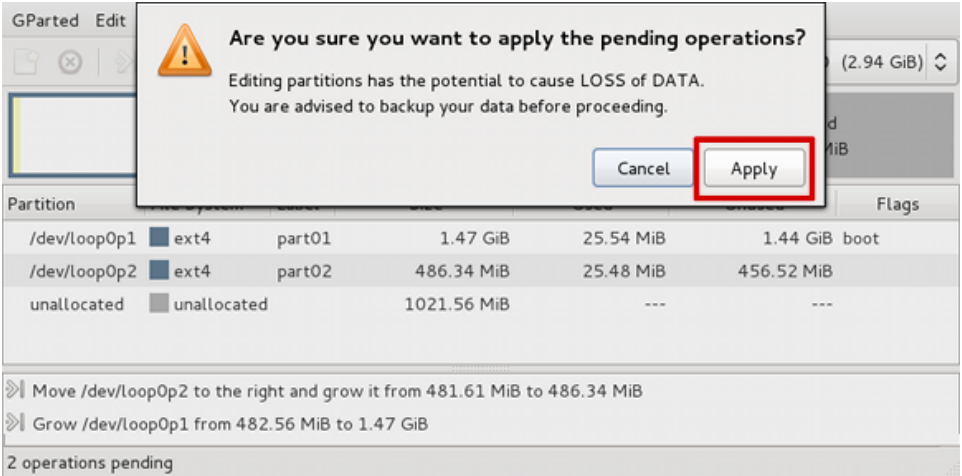 GParted Edit
Are you sure you want to apply the pending operations?
Editing partitions has the potential to cause LOSS of DATA.
You are advised to backup your data before proceeding.
Cancel Apply
(2.94 GiB)
MiB
Partition Flags
/dev/loop0p1 ext4 part01 1.47 GiB 25.54 MiB 1.44 GiB boot
/dev/loop0p2 ext4 part02 486.34 MiB 25.48 MiB 456.52 MiB
unallocated unallocated 1021.56 MiB --- ---
Move /dev/loop0p2 to the right and grow it from 481.61 MiB to 486.34 MiB
Grow /dev/loop0p1 from 482.56 MiB to 1.47 GiB
2 operations pending